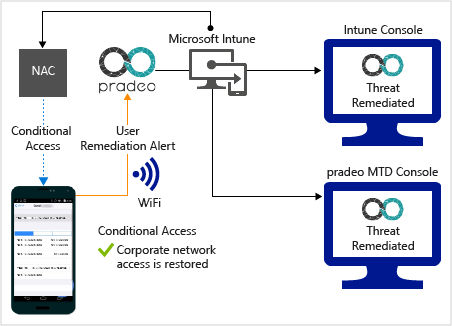 Microsoft Intune
Intune Console
NAC
pradeo
Threat
Remediated
Conditional
Access
User
Remediation Alert
WiFi
pradeo MTD Console
Threat
Remediated
Conditional Access
Corporate network
access is restored